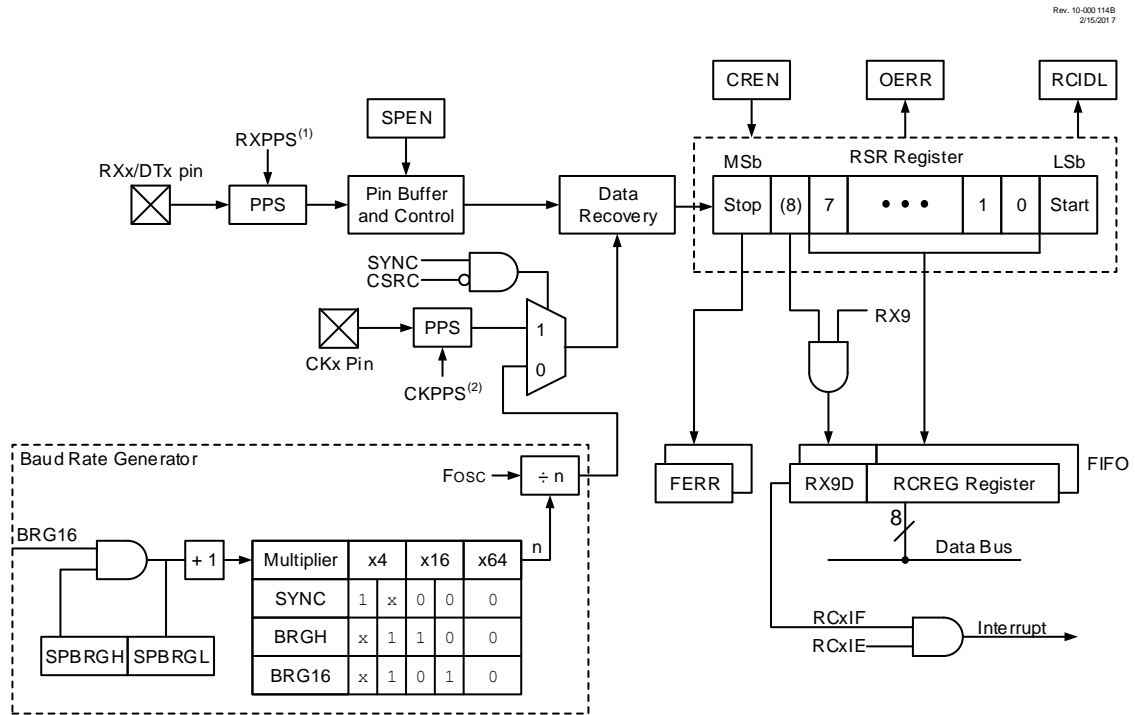 Rev. 10-000 114B
2/15/2017
CREN
OERR
RCIDL
SPEN
RXPPS(1)
RXx/DTx pin
PPS
Pin Buffer
and Control
Data
Recovery
MSb
RSR Register
LSb
Stop (8) 7 • • • 1 0 Start
SYNC
CSRC
RX9
CKx Pin
PPS
CKPPS(2)
1
0
Baud Rate Generator
FOSC
÷ n
FERR
RX9D
RCREG Register
FIFO
8
Data Bus
BRG16
+ 1
n
Multiplier x4 x16 x64
SYNC 1 x 0 0 0
BRGH x 1 1 0 0
BRG16 x 1 0 1 0
SPBRGH SPBRGL
RCxIF
RCxIE
Interrupt